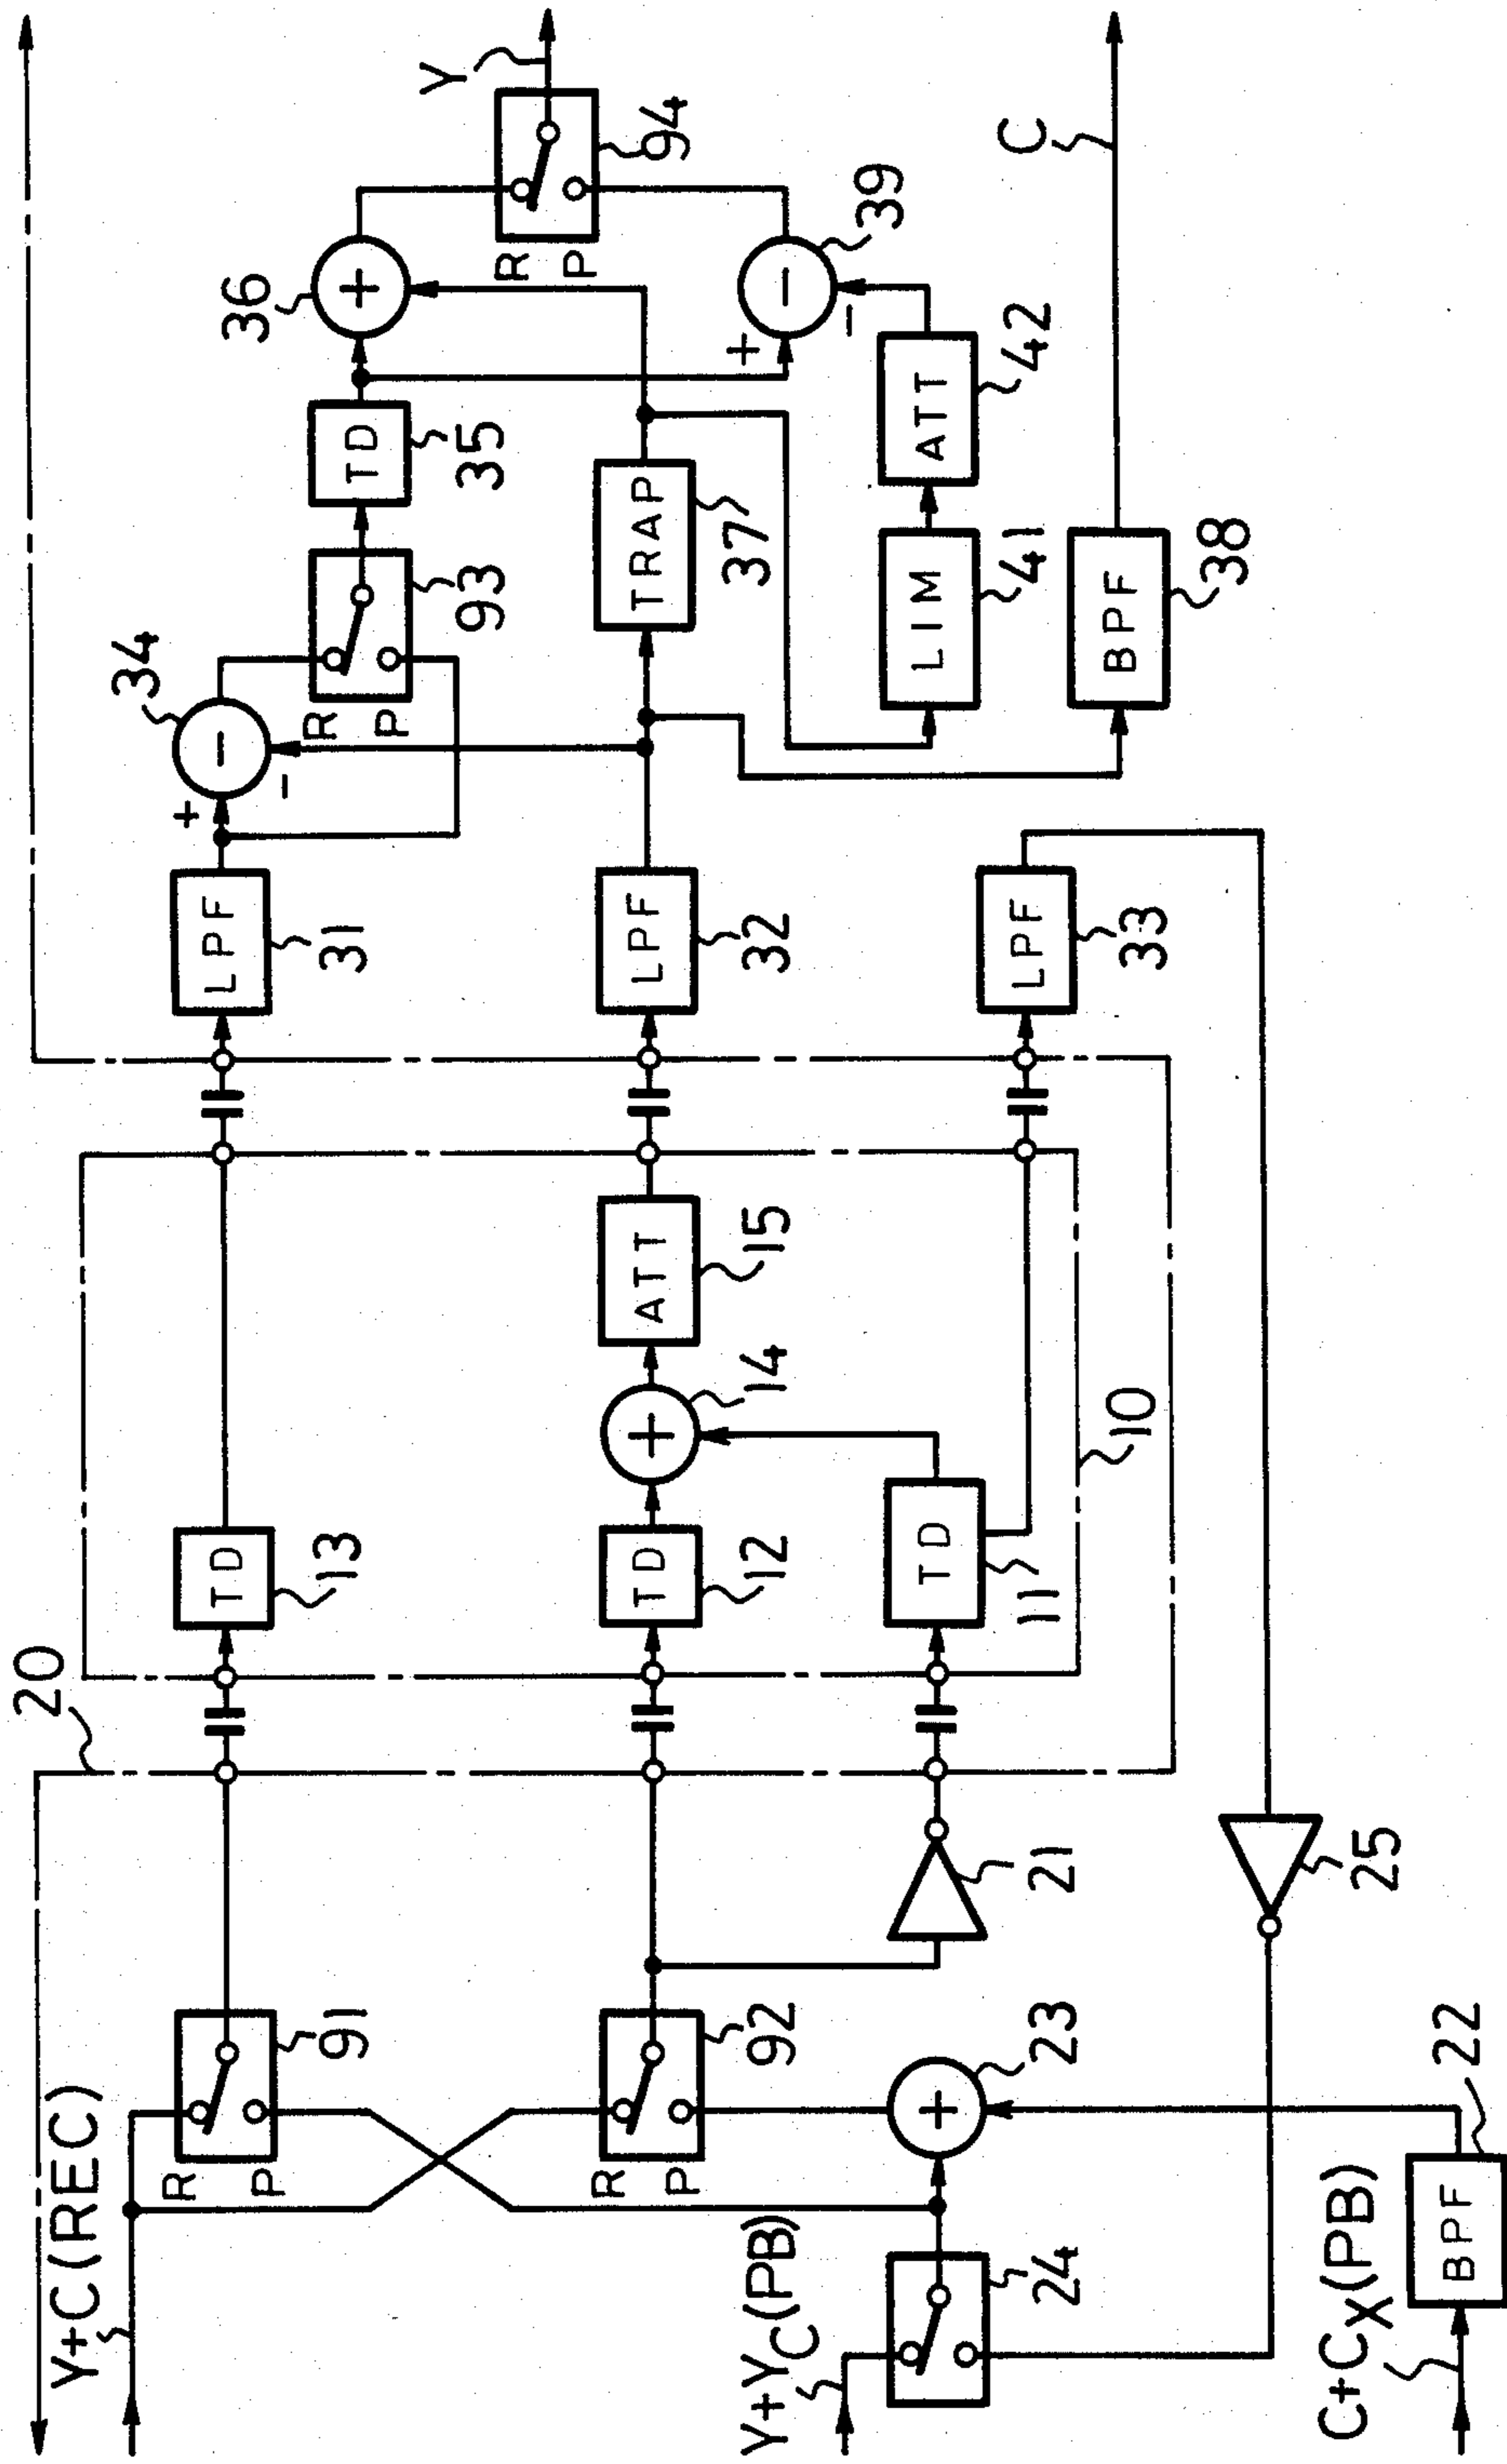 20
Y+C(REC)
R
P
91
TD
13
LPF
31
+
-
-
34
R
P
93
TD
35
+
36
R
P
94
Y
R
P
92
TD
12
+
14
ATT
15
LPF
32
TRAP
37
+
-
-
39
Y+YC(PB)
24
+
23
21
TD
11
10
LPF
33
LIM
41
ATT
42
BPF
38
C
C+CX(PB)
BPF
22
25